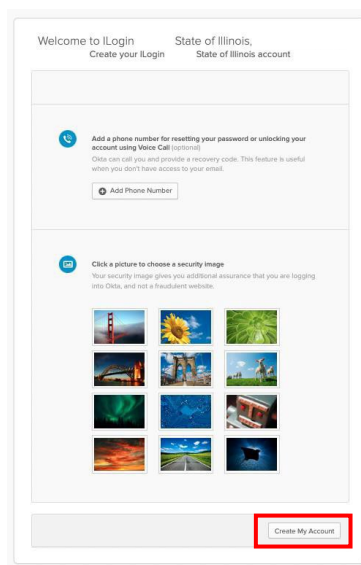 Welcome to ILogin State of Illinois,
Create your ILogin State of Illinois account
Add a phone number for resetting your password or unlocking your
account using Voice Call (optional)
Okta can call you and provide a recovery code. This feature is useful
when you don't have access to your email.
Add Phone Number
Click a picture to choose a security image
Your security image gives you additional assurance that you are logging
into Okta, and not a fraudulent website.
Create My Account